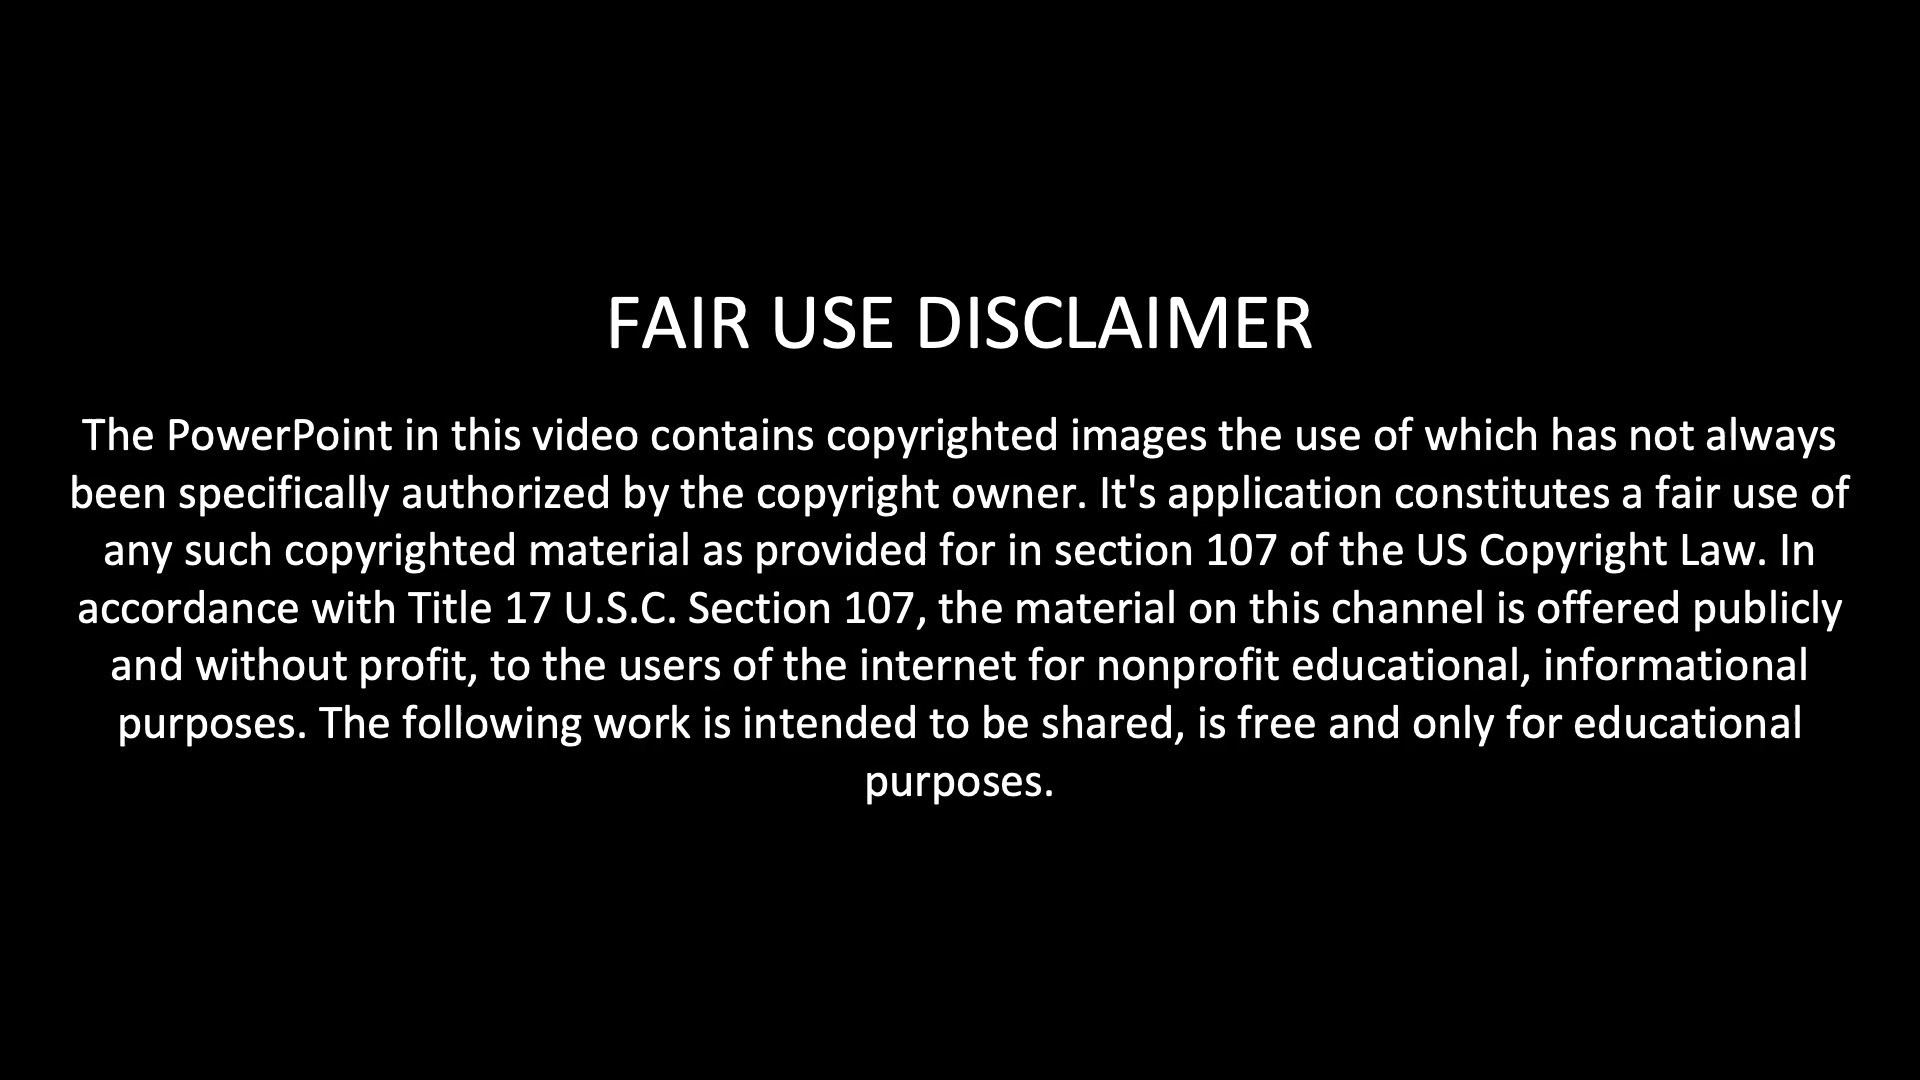 FAIR USE DISCLAIMER
The PowerPoint in this video contains copyrighted images the use of which has not always
been specifically authorized by the copyright owner. It's application constitutes a fair use of
any such copyrighted material as provided for in section 107 of the US Copyright Law. In
accordance with Title 17 U.S.C. Section 107, the material on this channel is offered publicly
and without profit, to the users of the internet for nonprofit educational, informational
purposes. The following work is intended to be shared, is free and only for educational
purposes.